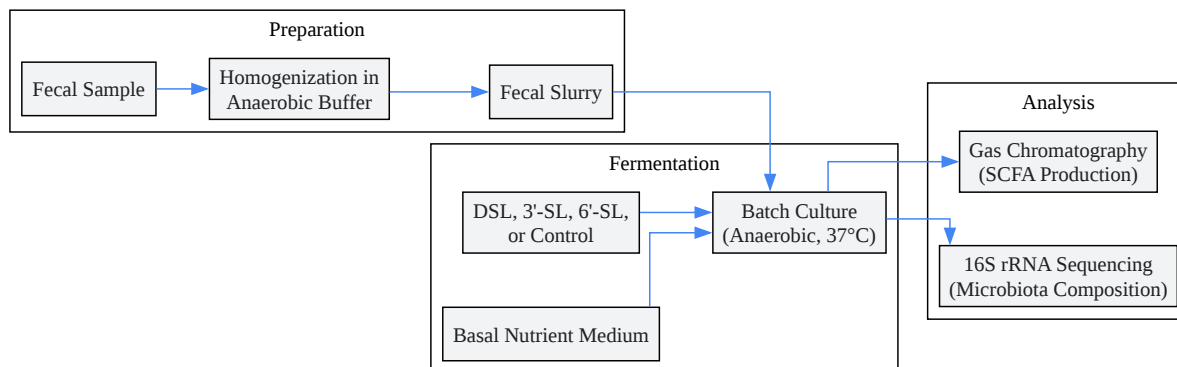 Preparation
Fecal Sample
Homogenization in
Anaerobic Buffer
Fecal Slurry
Fermentation
DSL, 3'-SL, 6'-SL,
or Control
Basal Nutrient Medium
Batch Culture
(Anaerobic, 37°C)
Analysis
Gas Chromatography
(SCFA Production)
16S rRNA Sequencing
(Microbiota Composition)